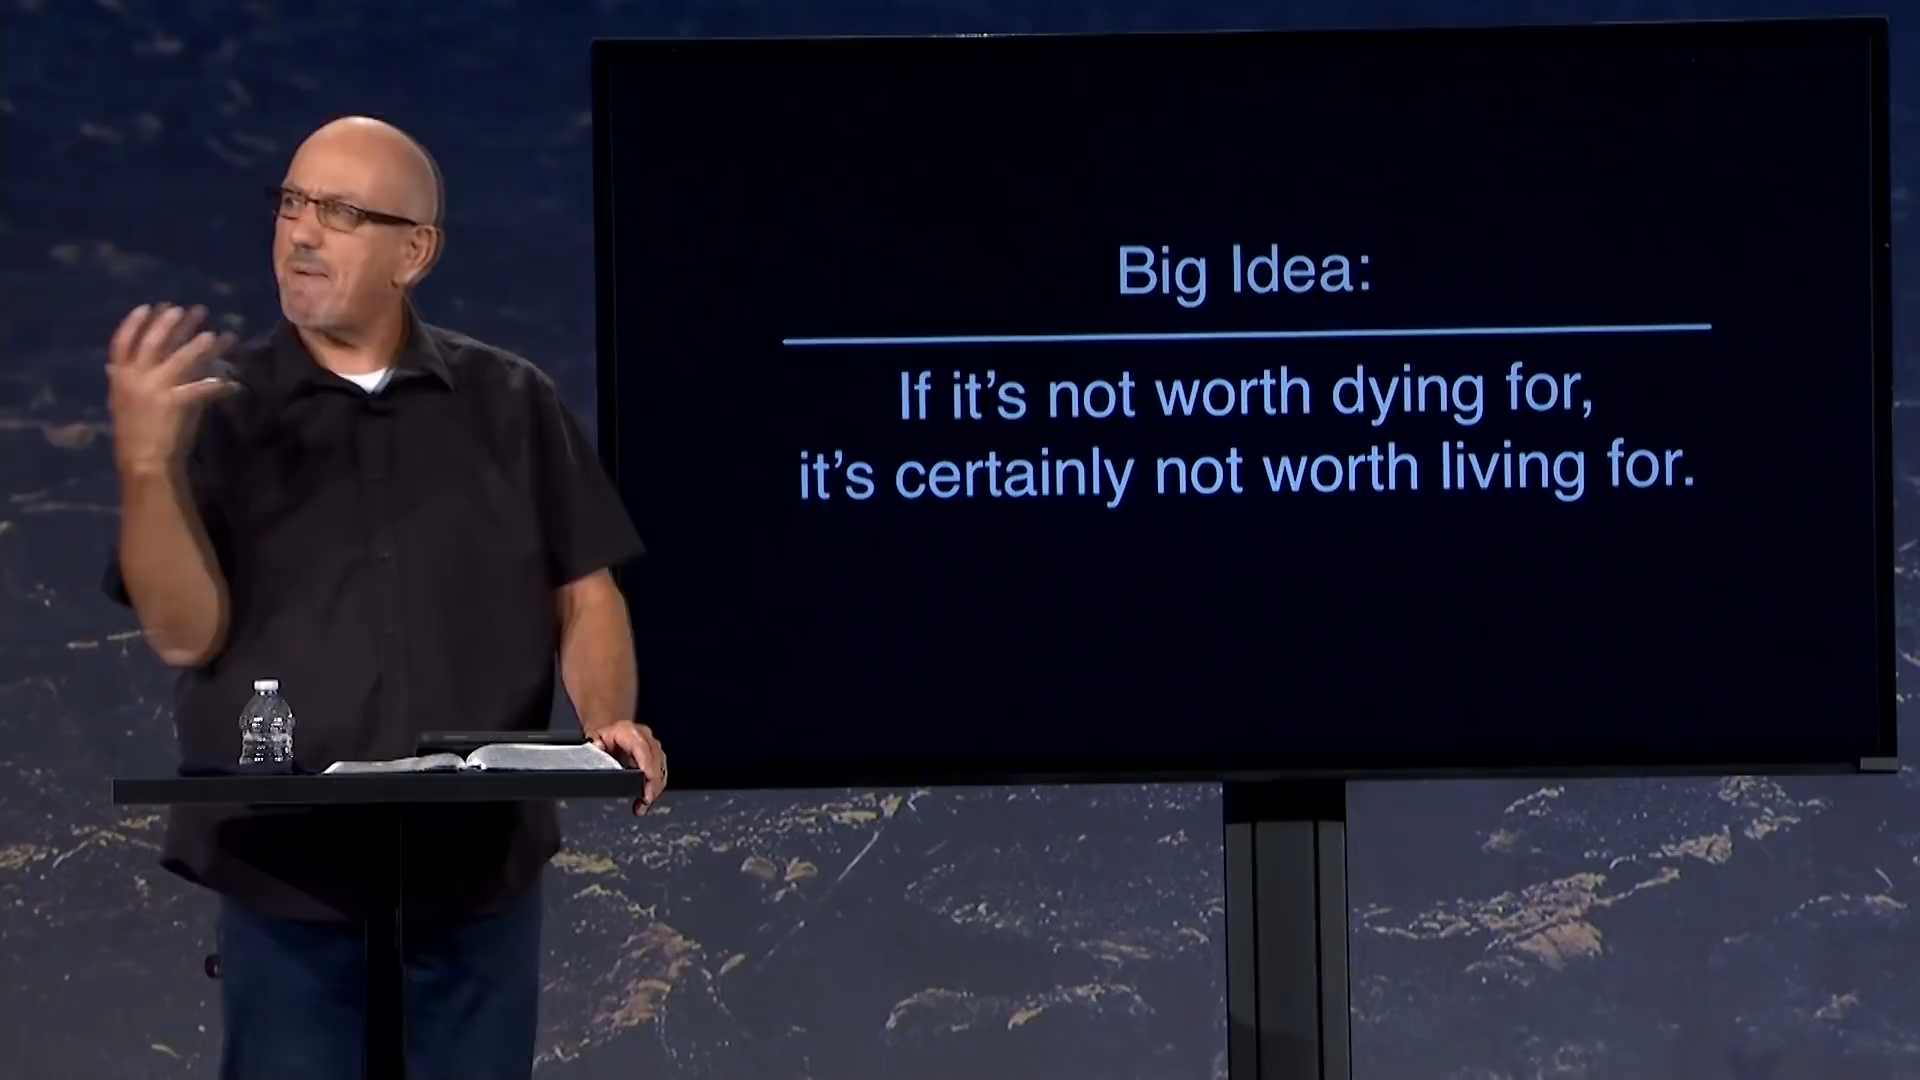 Big Idea:
If it’s not worth dying for,
it’s certainly not worth living for.